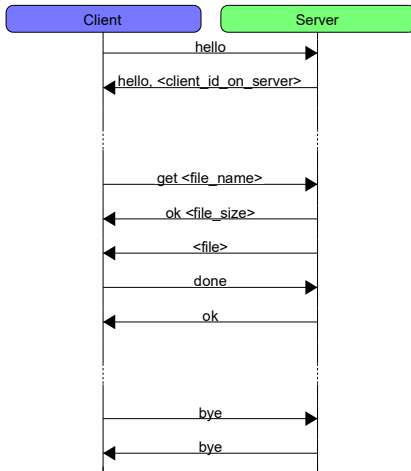 Client
Server
hello
hello, <client_id_on_server>
get <file_name>
ok <file_size>
<file>
done
ok
bye
bye